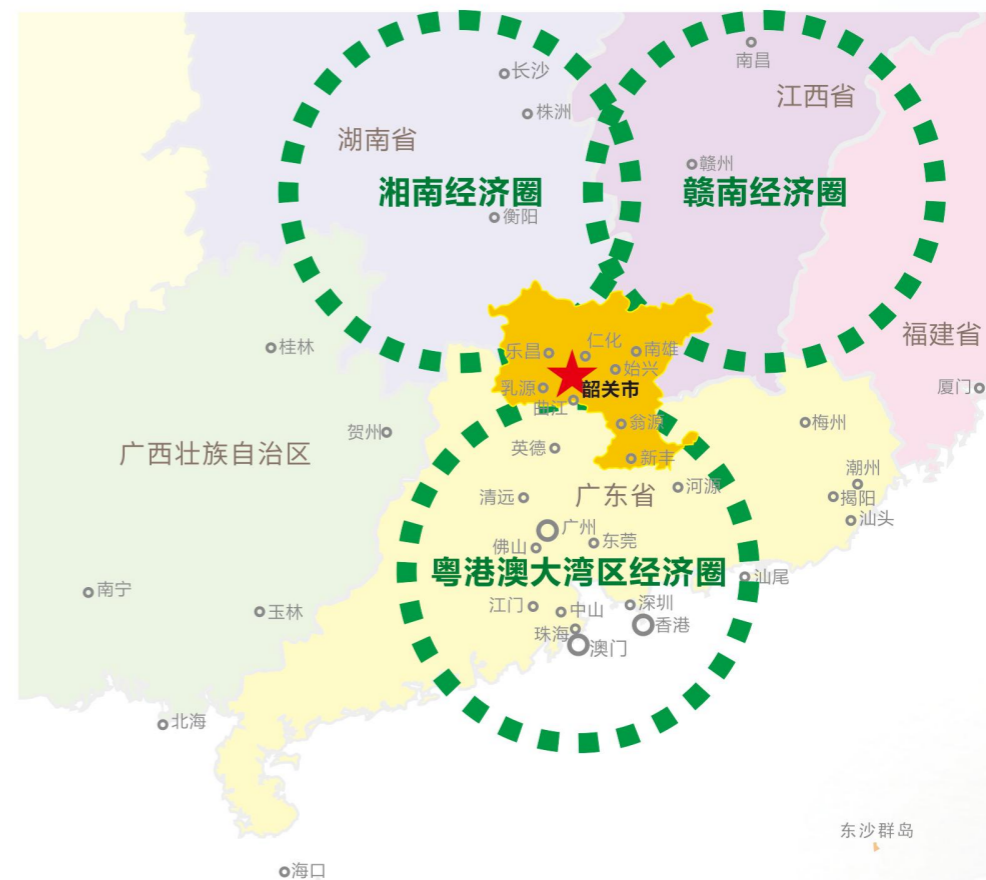 长沙
南昌
江西省
株洲
湖南省
赣州
湘南经济圈
赣南经济圈
衡阳
福建省
桂林
乐昌
仁化
南雄
始兴
韶关市
乳源
曲江
厦门
贺州
翁源
梅州
广西壮族自治区
英德
新丰
潮州
清远
广东省
河源
揭阳
汕头
广州
佛山
东莞
粤港澳大湾区经济圈
汕尾
南宁
玉林
江门
中山
深圳
珠海
香港
澳门
北海
东沙群岛
海口